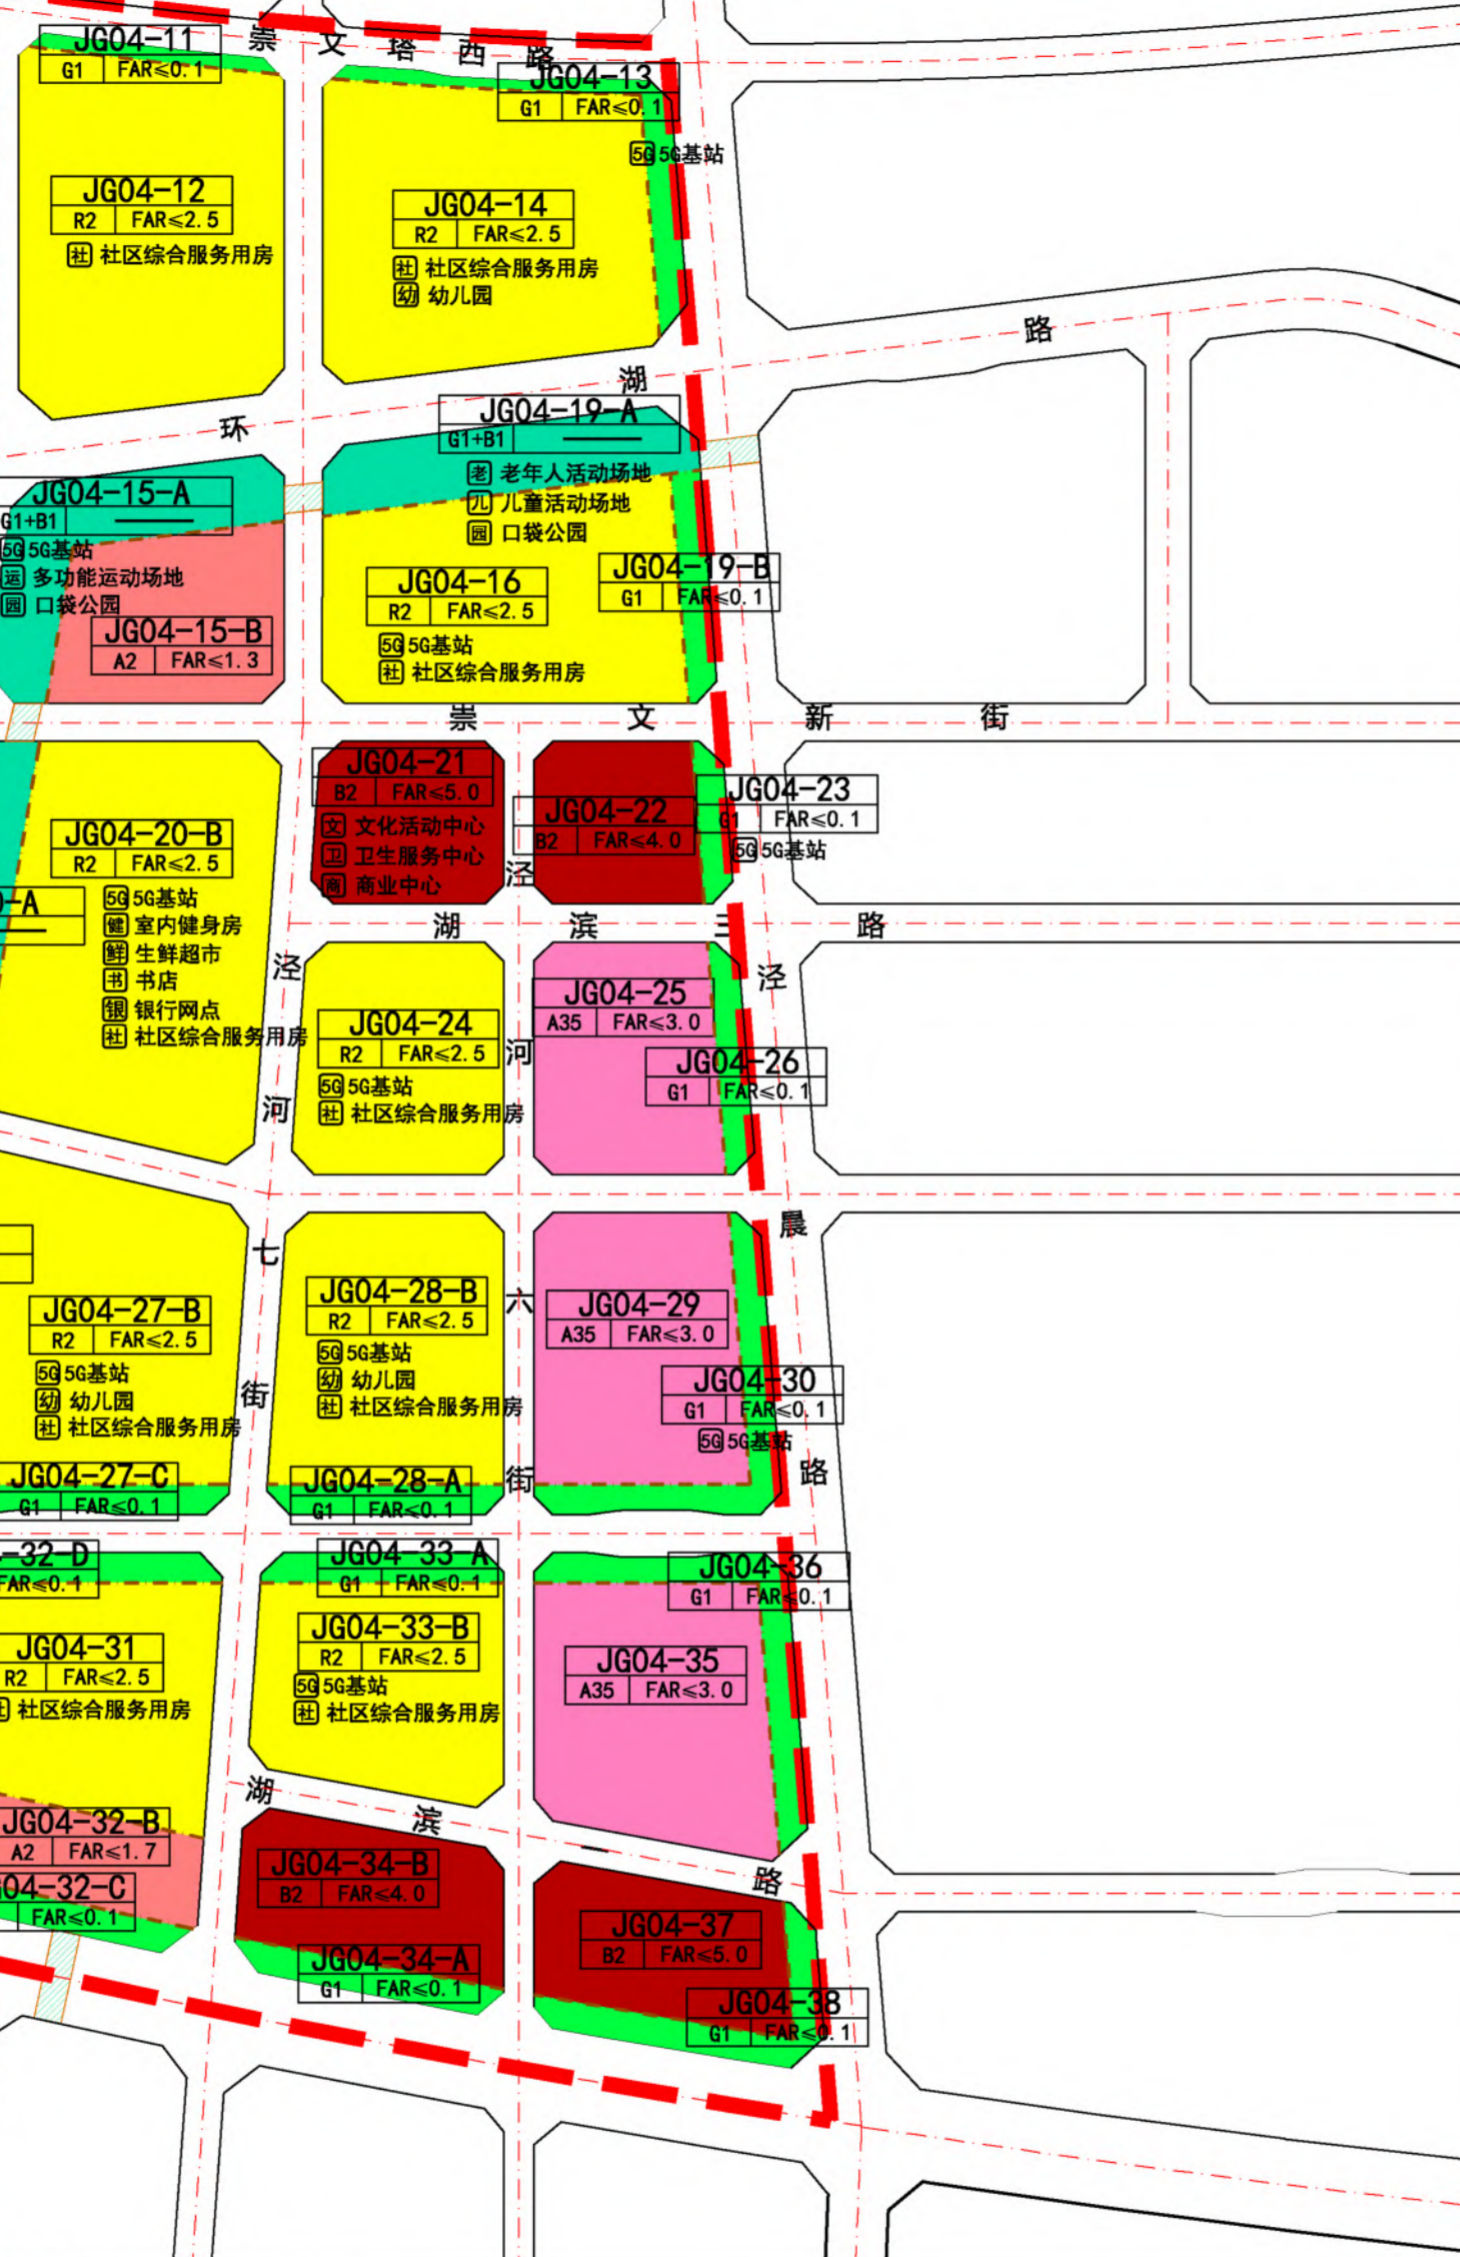 崇文塔西路
JG04-11
G1 FAR≤0.1
JG04-13
G1 FAR≤0.1
5G 5G基站
JG04-12
R2 FAR≤2.5
社 社区综合服务用房
JG04-14
R2 FAR≤2.5
社 社区综合服务用房
幼 幼儿园
环湖路
JG04-19-A
G1+B1
老 老年人活动场地
儿 儿童活动场地
园 口袋公园
JG04-15-A
G1+B1
5G 5G基站
运 多功能运动场地
园 口袋公园
JG04-15-B
A2 FAR≤1.3
JG04-16
R2 FAR≤2.5
5G 5G基站
社 社区综合服务用房
JG04-19-B
G1 FAR≤0.1
崇文新街
JG04-21
B2 FAR≤5.0
文 文化活动中心
卫 卫生服务中心
商 商业中心
JG04-22
B2 FAR≤4.0
JG04-23
G1 FAR≤0.1
5G 5G基站
JG04-20-B
R2 FAR≤2.5
5G 5G基站
健 室内健身房
鲜 生鲜超市
书 书店
银 银行网点
社 社区综合服务用房
-A
湖滨三路
泾河七街
泾河六街
泾晨路
JG04-24
R2 FAR≤2.5
5G 5G基站
社 社区综合服务用房
JG04-25
A35 FAR≤3.0
JG04-26
G1 FAR≤0.1
JG04-27-B
R2 FAR≤2.5
5G 5G基站
幼 幼儿园
社 社区综合服务用房
JG04-28-B
R2 FAR≤2.5
5G 5G基站
幼 幼儿园
社 社区综合服务用房
JG04-29
A35 FAR≤3.0
JG04-30
G1 FAR≤0.1
5G 5G基站
JG04-27-C
G1 FAR≤0.1
JG04-28-A
G1 FAR≤0.1
-32-D
FAR≤0.1
JG04-33-A
G1 FAR≤0.1
JG04-36
G1 FAR≤0.1
JG04-31
R2 FAR≤2.5
社 社区综合服务用房
JG04-33-B
R2 FAR≤2.5
5G 5G基站
社 社区综合服务用房
JG04-35
A35 FAR≤3.0
湖滨一路
JG04-32-B
A2 FAR≤1.7
G04-32-C
FAR≤0.1
JG04-34-B
B2 FAR≤4.0
JG04-34-A
G1 FAR≤0.1
JG04-37
B2 FAR≤5.0
JG04-38
G1 FAR≤0.1